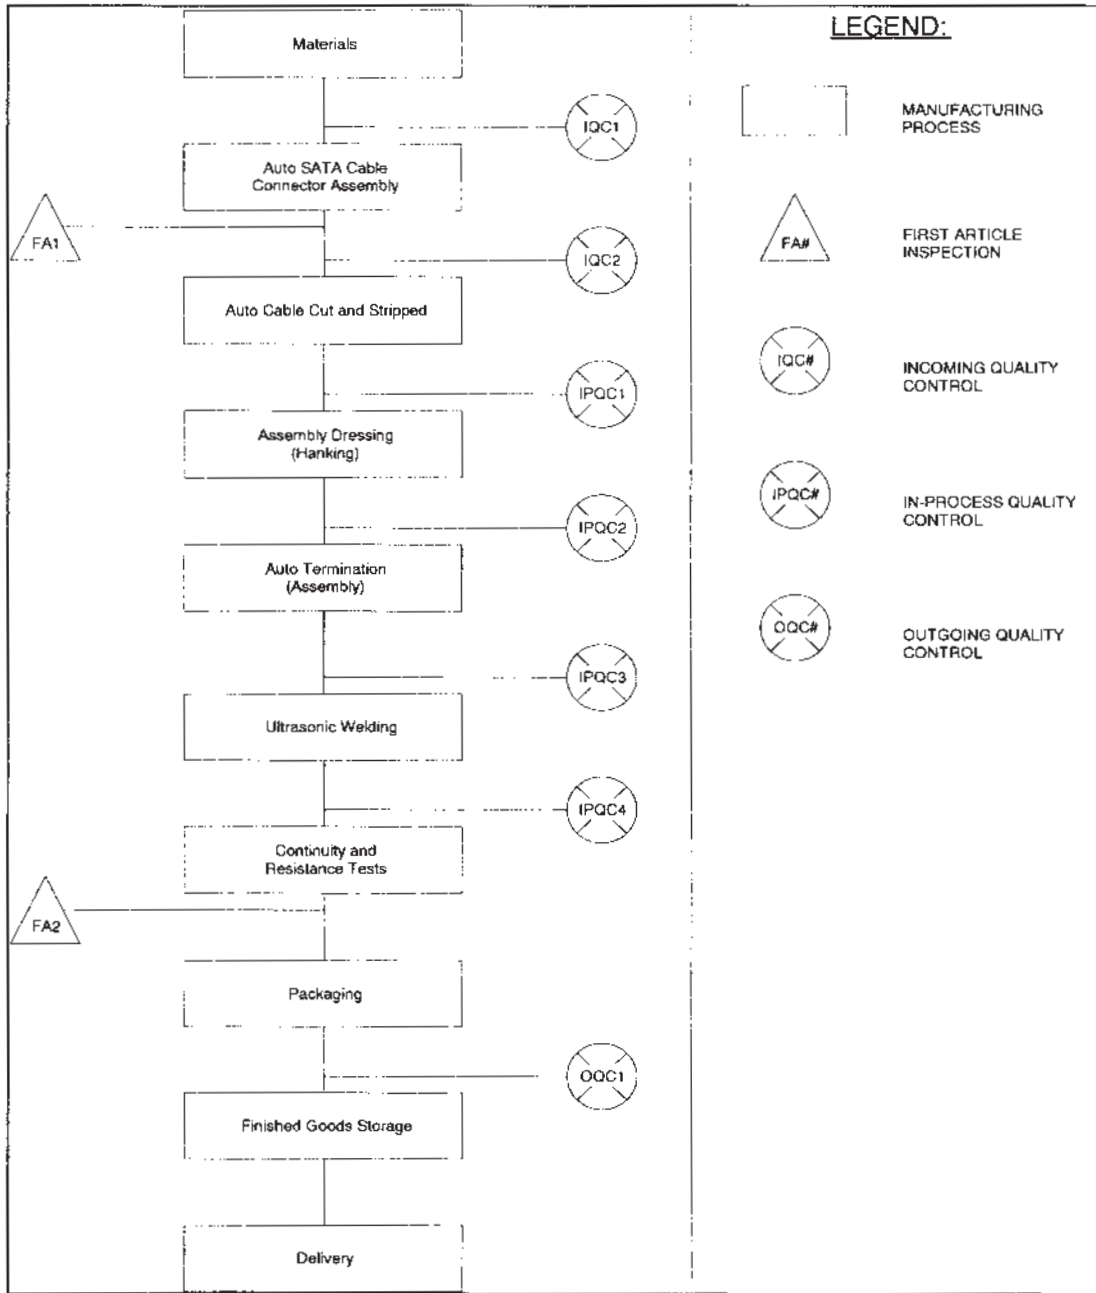 LEGEND:
Materials
IQC1
Auto SATA Cable
Connector Assembly
FA1
IQC2
Auto Cable Cut and Stripped
IPQC1
Assembly Dressing
(Hanking)
IPQC2
Auto Termination
(Assembly)
IPQC3
Ultrasonic Welding
IPQC4
Continuity and
Resistance Tests
FA2
Packaging
OQC1
Finished Goods Storage
Delivery
MANUFACTURING
PROCESS
FA#
FIRST ARTICLE
INSPECTION
IQC#
INCOMING QUALITY
CONTROL
IPQC#
IN-PROCESS QUALITY
CONTROL
OQC#
OUTGOING QUALITY
CONTROL